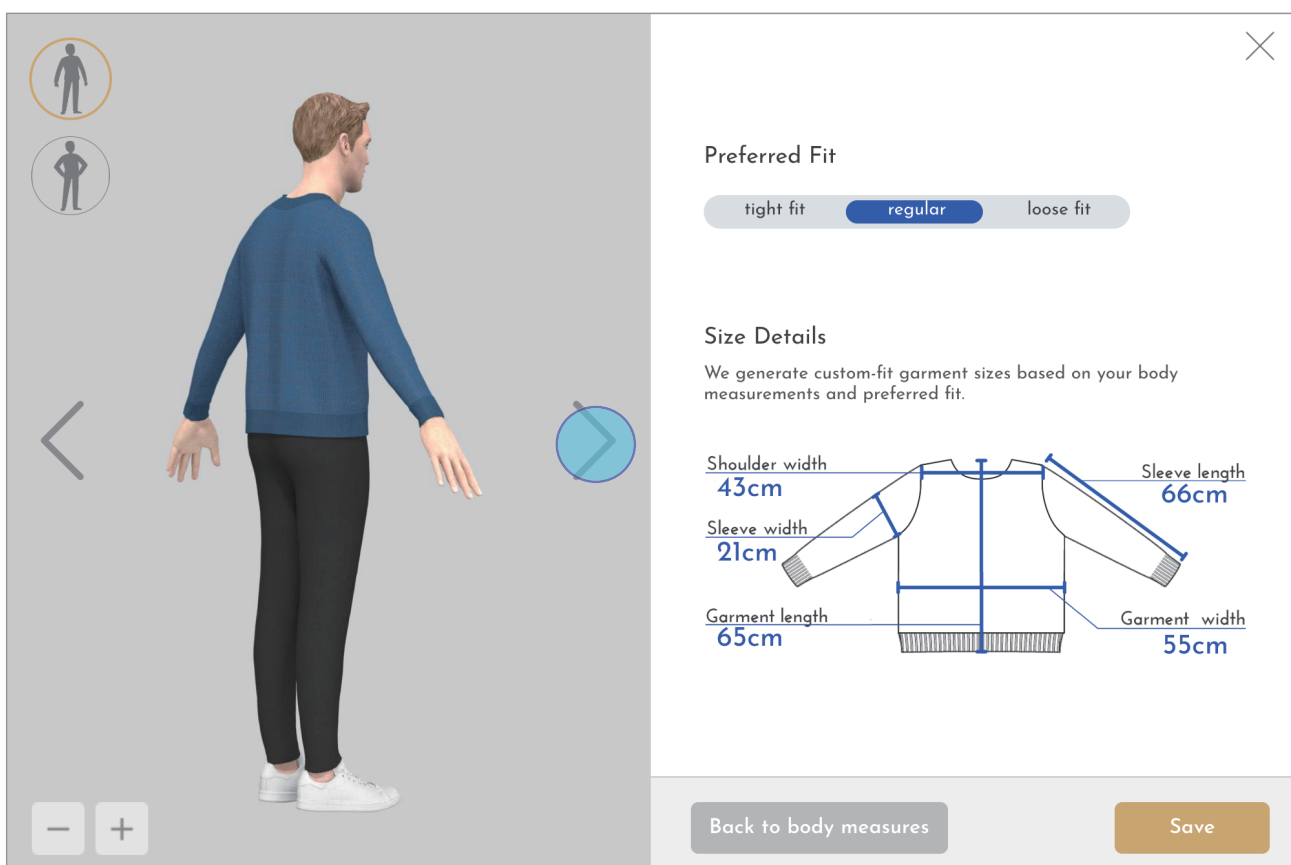 Preferred Fit
tight fit
regular
loose fit
Size Details
We generate custom-fit garment sizes based on your body
measurements and preferred fit.
Shoulder width
43cm
Sleeve length
66cm
Sleeve width
21cm
Garment length
65cm
Garment width
55cm
Back to body measures
Save